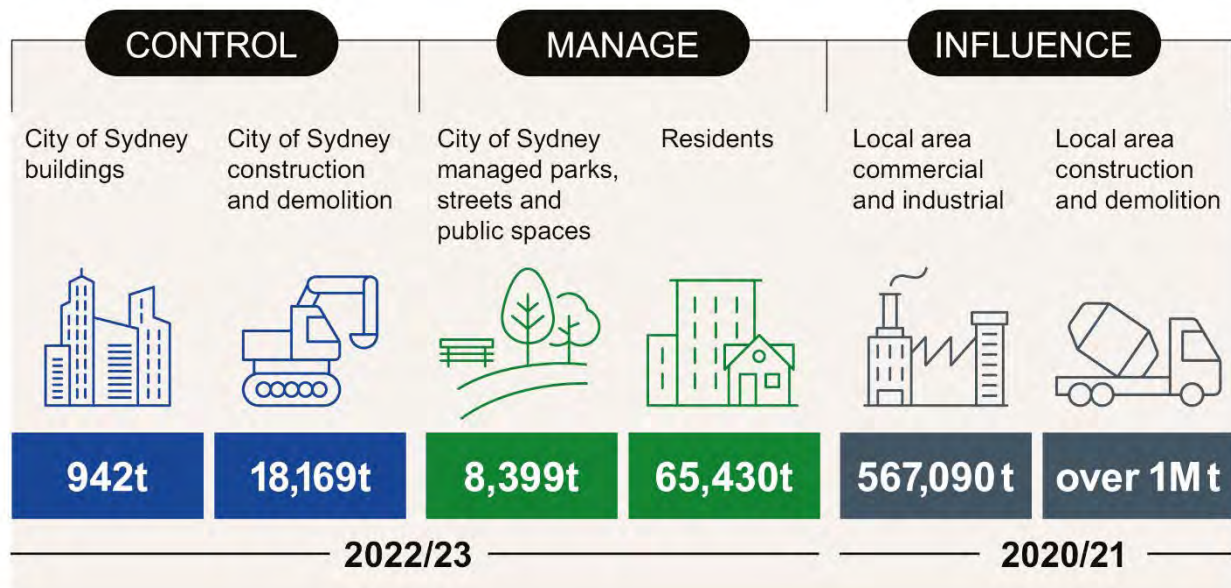 CONTROL
MANAGE
INFLUENCE
City of Sydney
buildings
City of Sydney
construction
and demolition
City of Sydney
managed parks,
streets and
public spaces
Residents
Local area
commercial
and industrial
Local area
construction
and demolition
942t
18,169t
8,399t
65,430t
567,090 t
over 1M t
2022/23
2020/21